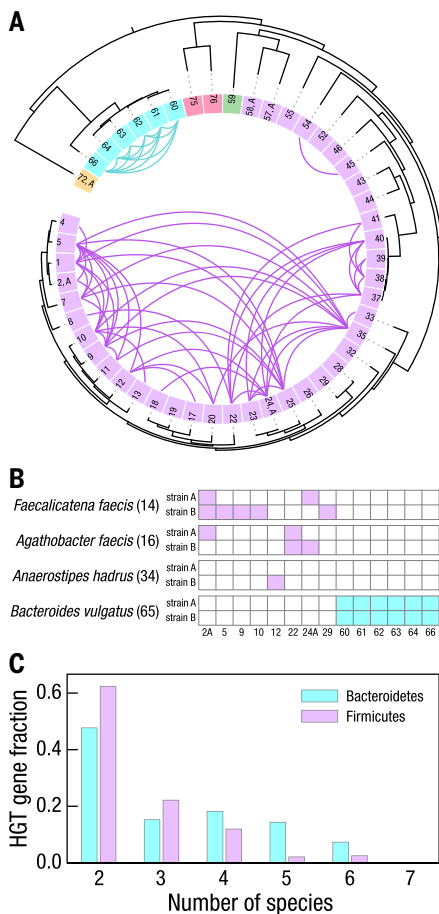 A
72,A
66
64
63
62
61
60
75
76
59
58,A
57,A
55
54
52
46
45
43
44
41
40
39
38
37
33
35
26
25
24,A
23
22
20
17
19
18
13
12
11
9
10
8
7
2,A
1
5
4
B
Faecalicatena faecis (14) strain A
strain B
Agathobacter faecis (16) strain A
strain B
Anaerostipes hadrus (34) strain A
strain B
Bacteroides vulgatus (65) strain A
strain B
2A 5 9 10 12 22 24A 29 60 61 62 63 64 66
C
HGT gene fraction
0.6
0.4
0.2
0.0
Bacteroidetes
Firmicutes
2 3 4 5 6 7
Number of species